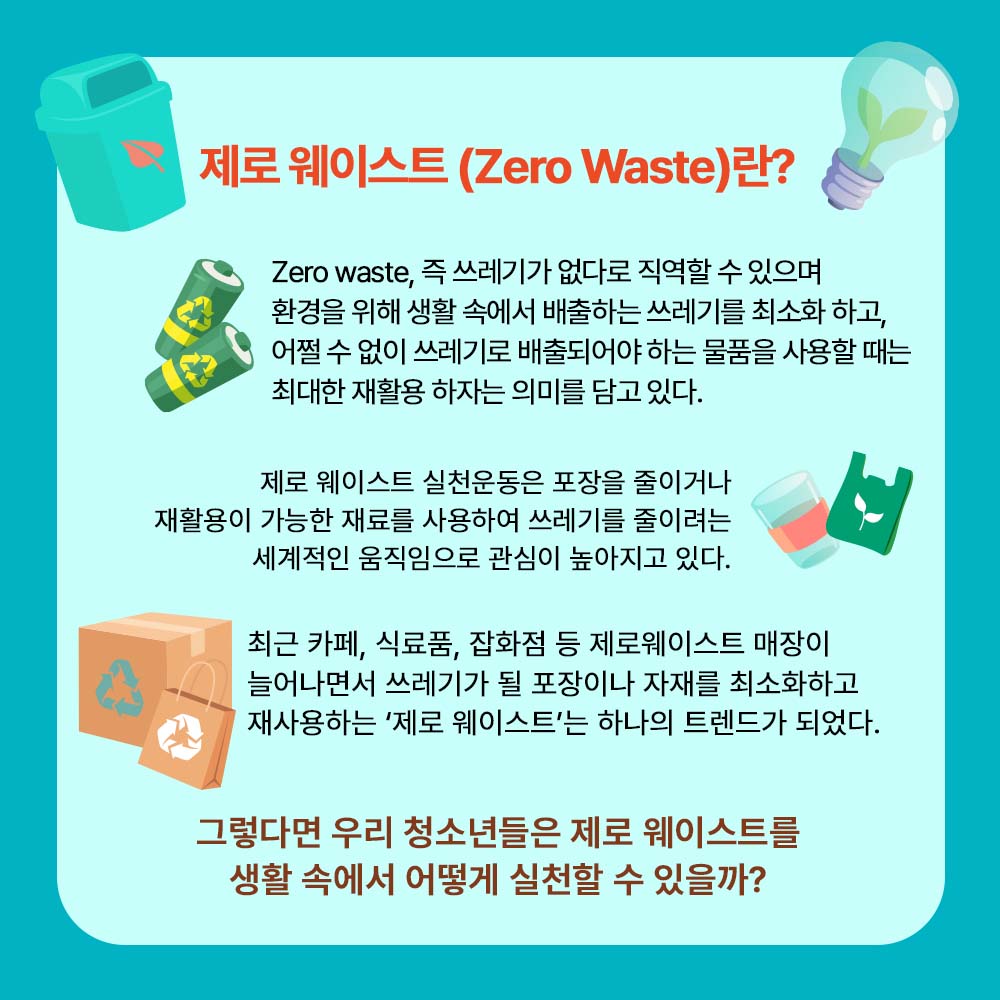 제로 웨이스트 (Zero Waste)란?
Zero waste, 즉 쓰레기가 없다로 직역할 수 있으며
환경을 위해 생활 속에서 배출하는 쓰레기를 최소화 하고,
어쩔 수 없이 쓰레기로 배출되어야 하는 물품을 사용할 때는
최대한 재활용 하자는 의미를 담고 있다.
제로 웨이스트 실천운동은 포장을 줄이거나
재활용이 가능한 재료를 사용하여 쓰레기를 줄이려는
세계적인 움직임으로 관심이 높아지고 있다.
최근 카페, 식료품, 잡화점 등 제로웨이스트 매장이
늘어나면서 쓰레기가 될 포장이나 자재를 최소화하고
재사용하는 ‘제로 웨이스트’는 하나의 트렌드가 되었다.
그렇다면 우리 청소년들은 제로 웨이스트를
생활 속에서 어떻게 실천할 수 있을까?